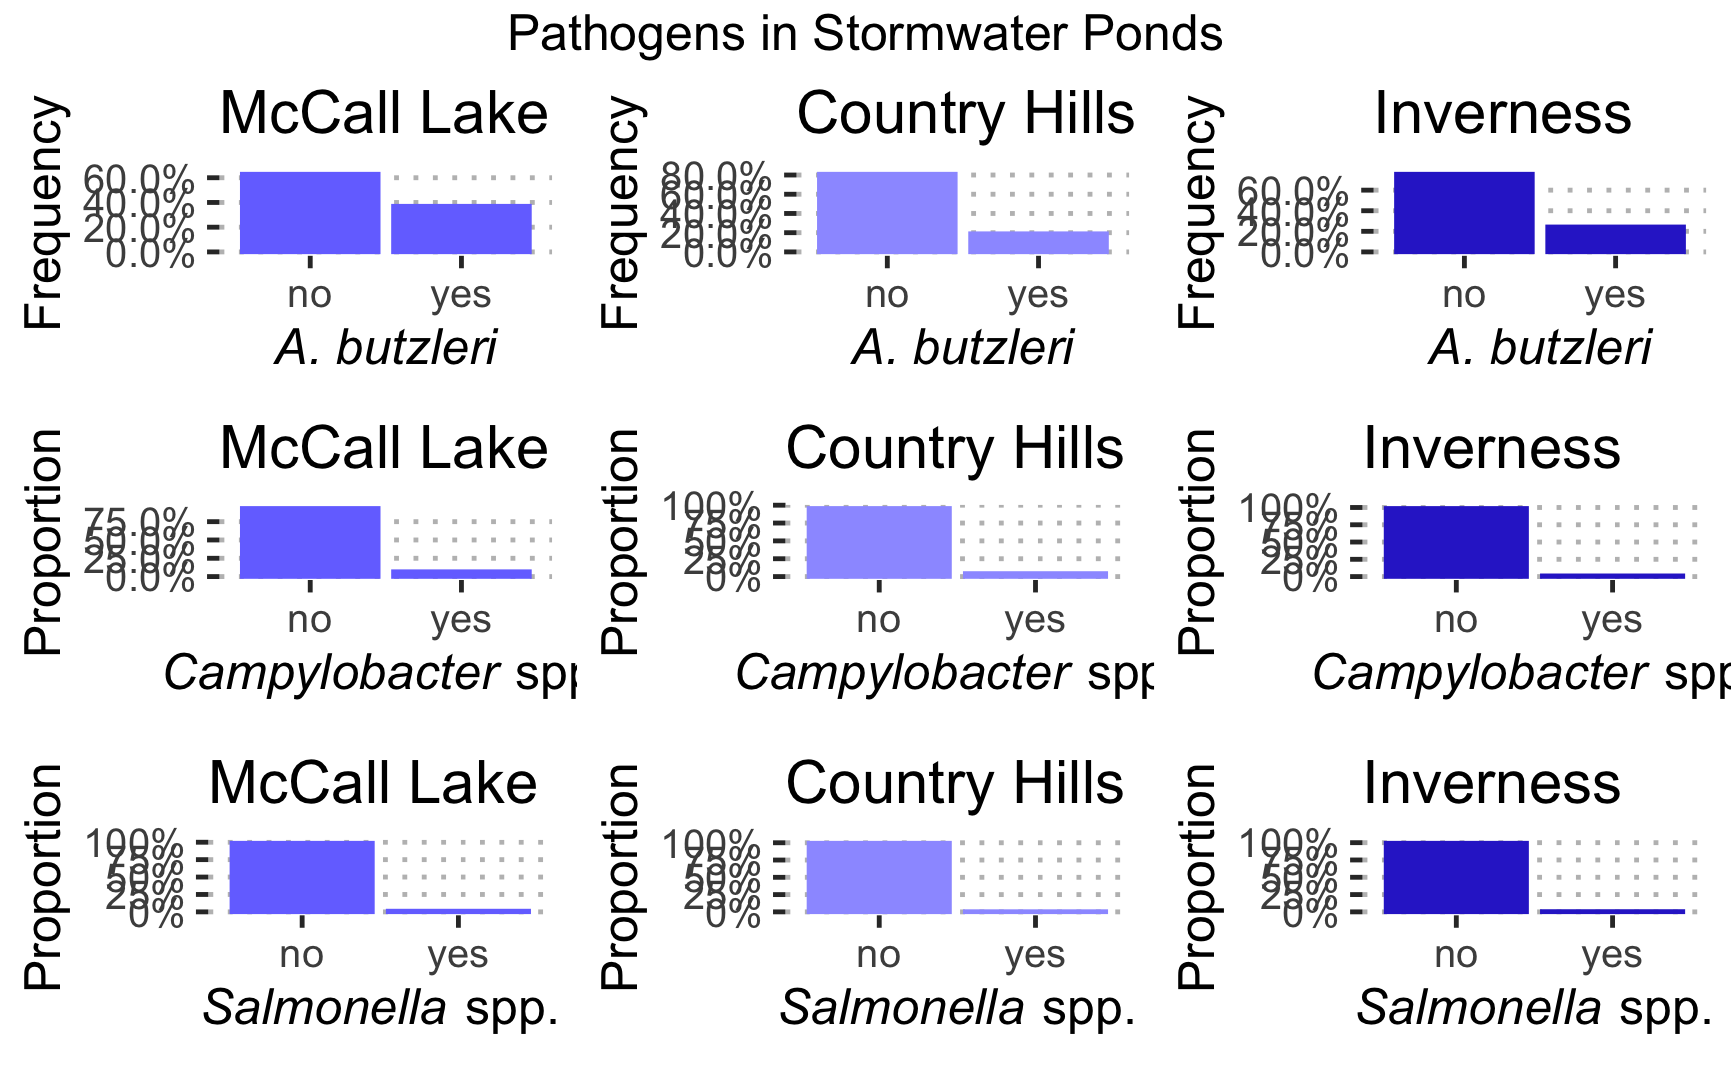 Pathogens in Stormwater Ponds
McCall Lake
Frequency
60.0%
40.0%
20.0%
0.0%
no yes
A. butzleri
Country Hills
Frequency
80.0%
60.0%
40.0%
20.0%
0.0%
no yes
A. butzleri
Inverness
Frequency
60.0%
40.0%
20.0%
0.0%
no yes
A. butzleri
McCall Lake
Proportion
75.0%
50.0%
25.0%
0.0%
no yes
Campylobacter spp
Country Hills
Proportion
100%
75%
50%
25%
0%
no yes
Campylobacter spp
Inverness
Proportion
100%
75%
50%
25%
0%
no yes
Campylobacter spp
McCall Lake
Proportion
100%
75%
50%
25%
0%
no yes
Salmonella spp.
Country Hills
Proportion
100%
75%
50%
25%
0%
no yes
Salmonella spp.
Inverness
Proportion
100%
75%
50%
25%
0%
no yes
Salmonella spp.